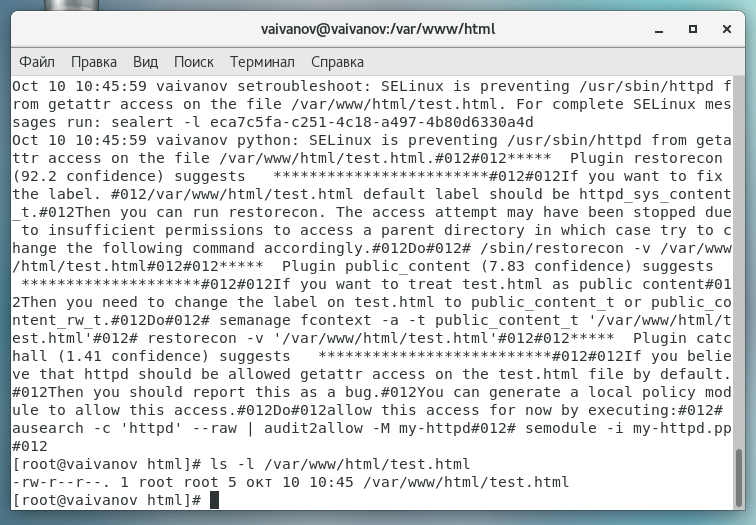 vaivanov@vaivanov:/var/www/html
Файл Правка Вид Поиск Терминал Справка
Oct 10 10:45:59 vaivanov setroubleshoot: SELinux is preventing /usr/sbin/httpd f
rom getattr access on the file /var/www/html/test.html. For complete SELinux mes
sages run: sealert -l eca7c5fa-c251-4c18-a497-4b80d6330a4d
Oct 10 10:45:59 vaivanov python: SELinux is preventing /usr/sbin/httpd from geta
ttr access on the file /var/www/html/test.html.#012#012*****  Plugin restorecon
(92.2 confidence) suggests   ************************#012#012If you want to fix
the label. #012/var/www/html/test.html default label should be httpd_sys_content
_t.#012Then you can run restorecon. The access attempt may have been stopped due
 to insufficient permissions to access a parent directory in which case try to c
hange the following command accordingly.#012Do#012# /sbin/restorecon -v /var/www
/html/test.html#012#012*****  Plugin public_content (7.83 confidence) suggests
 ********************#012#012If you want to treat test.html as public content#01
2Then you need to change the label on test.html to public_content_t or public_co
ntent_rw_t.#012Do#012# semanage fcontext -a -t public_content_t '/var/www/html/t
est.html'#012# restorecon -v '/var/www/html/test.html'#012#012*****  Plugin catc
hall (1.41 confidence) suggests   **************************#012#012If you belie
ve that httpd should be allowed getattr access on the test.html file by default.
#012Then you should report this as a bug.#012You can generate a local policy mod
ule to allow this access.#012Do#012allow this access for now by executing:#012#
ausearch -c 'httpd' --raw | audit2allow -M my-httpd#012# semodule -i my-httpd.pp
#012
[root@vaivanov html]# ls -l /var/www/html/test.html
-rw-r--r--. 1 root root 5 окт 10 10:45 /var/www/html/test.html
[root@vaivanov html]#